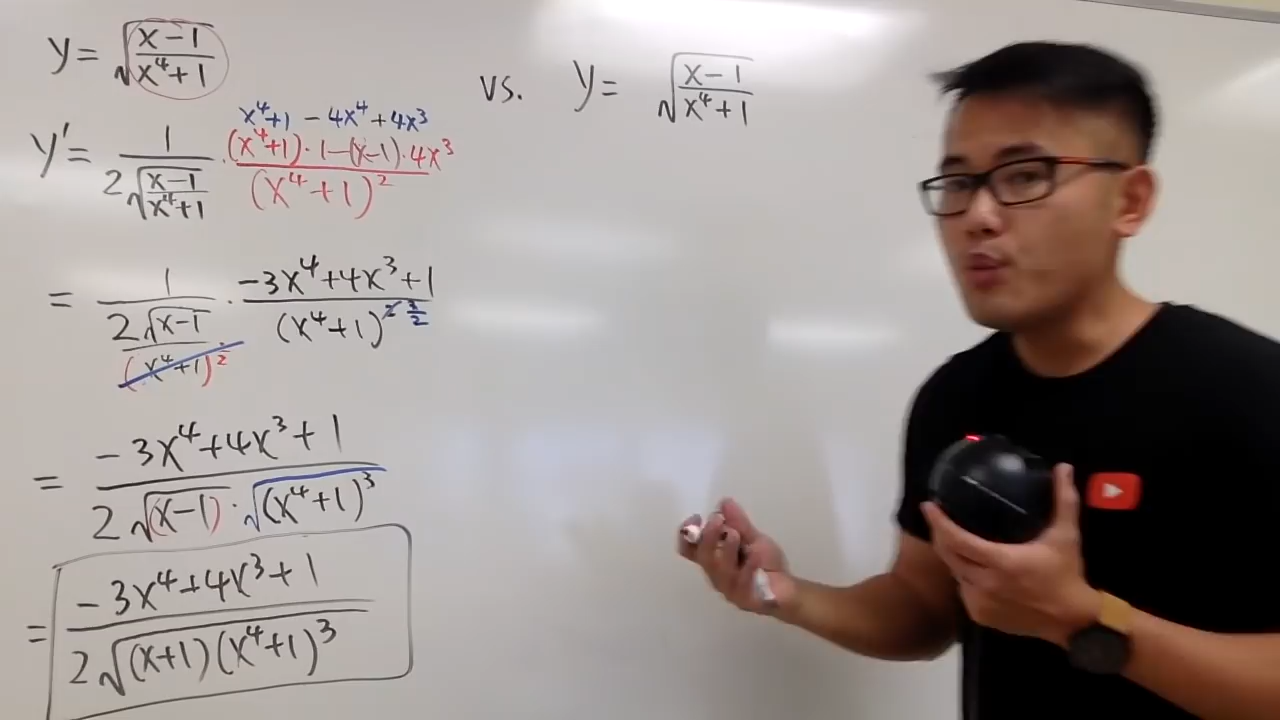 y = √((x-1)/(x⁴+1))
vs. y = √((x-1)/(x⁴+1))
x⁴+1 - 4x⁴ + 4x³
y' = 1/(2√((x-1)/(x⁴+1))) · ((x⁴+1)·1-(x-1)·4x³)/(x⁴+1)²
= 1/(2√(x-1)/(x⁴+1)²) · (-3x⁴+4x³+1)/(x⁴+1)^(2 3/2)
= (-3x⁴+4x³+1)/(2√(x-1) · √(x⁴+1)³)
= (-3x⁴+4x³+1)/(2√((x+1)(x⁴+1)³))